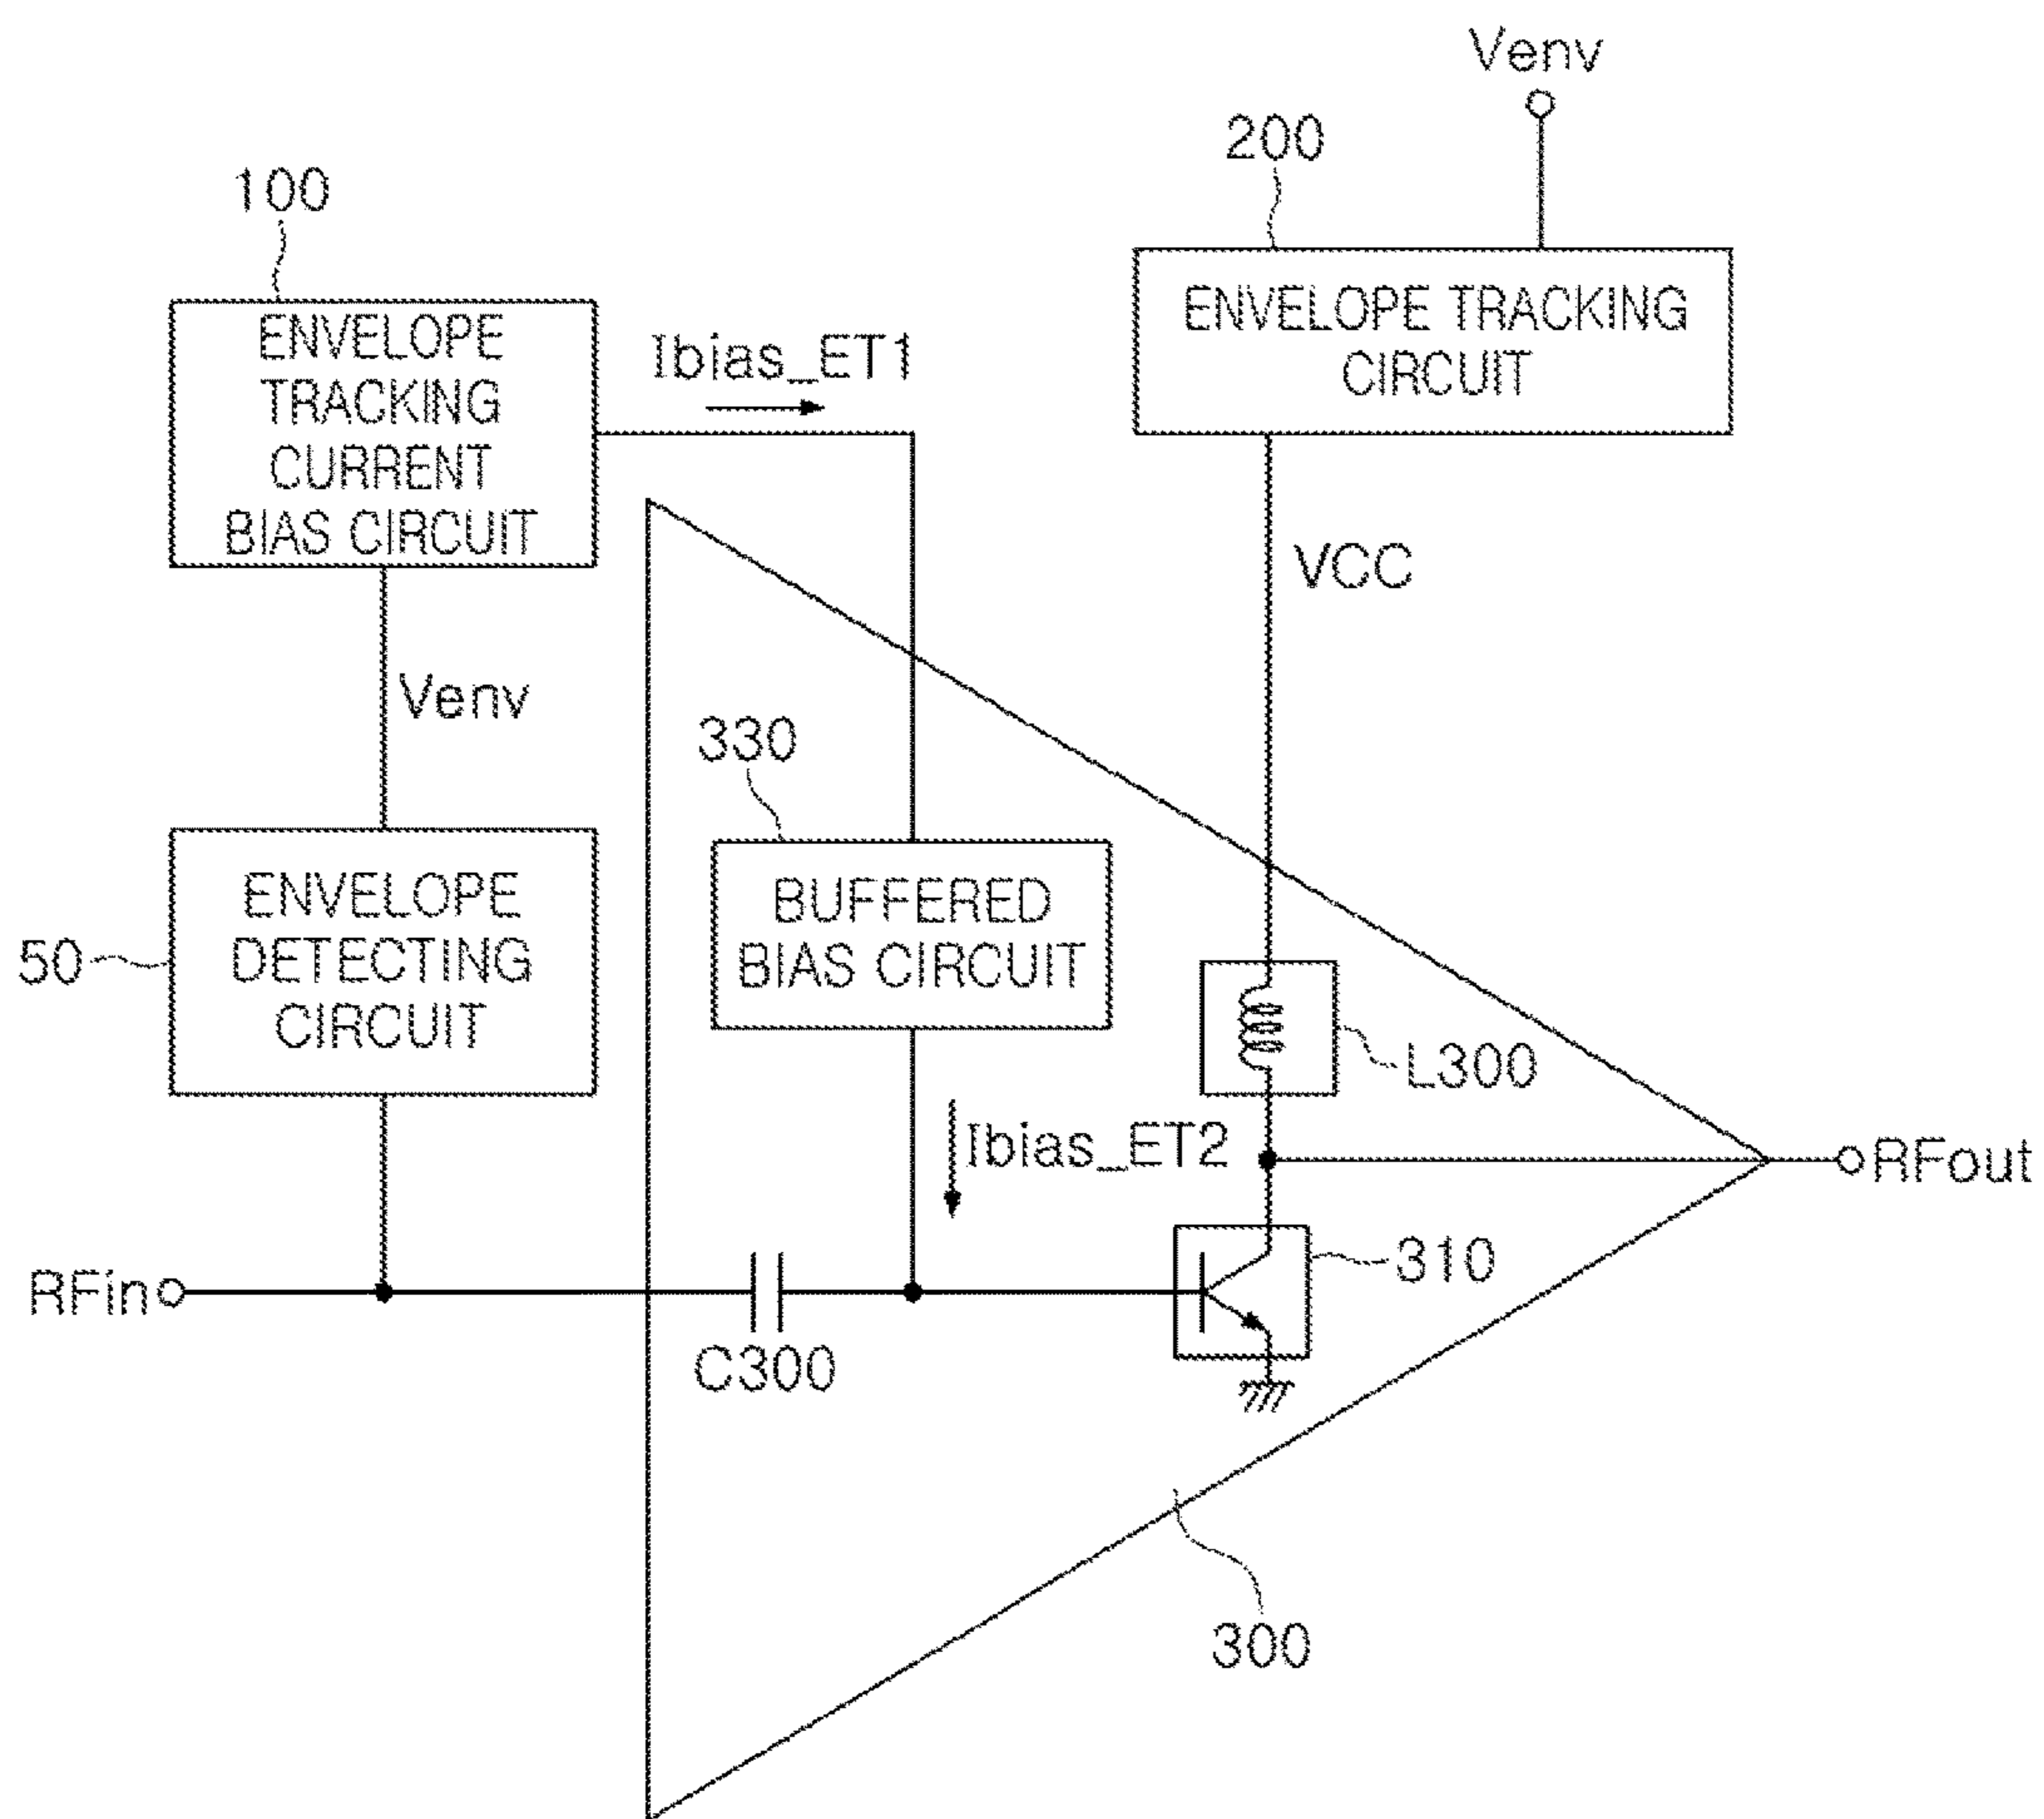 Venv
200
100
ENVELOPE TRACKING
CIRCUIT
ENVELOPE
TRACKING
CURRENT
BIAS CIRCUIT
Ibias_ET1
VCC
Venv
330
ENVELOPE
DETECTING
CIRCUIT
50
BUFFERED
BIAS CIRCUIT
L300
Ibias_ET2
RFout
RFin
310
C300
300